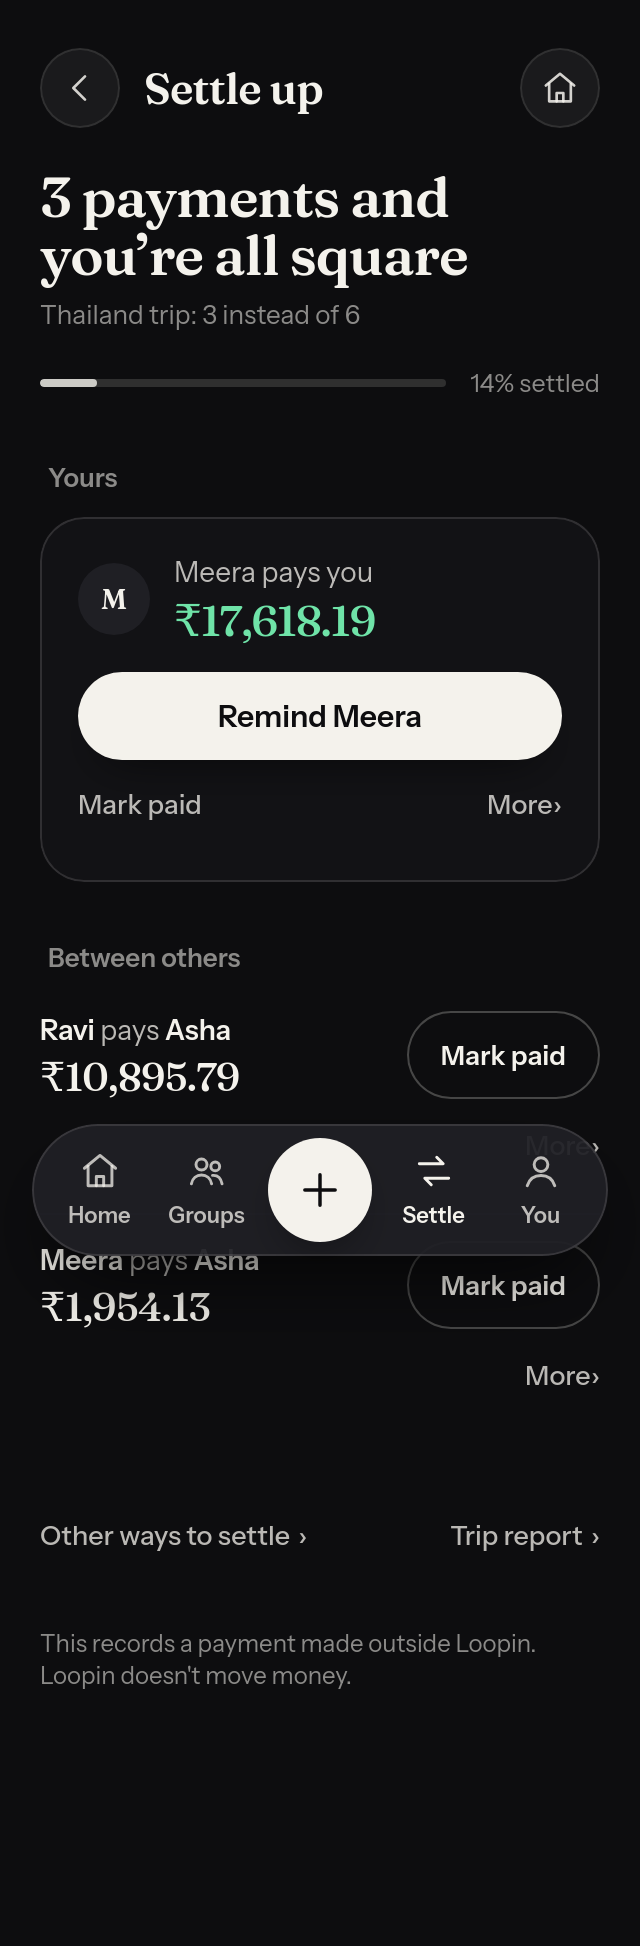 Settle up
3 payments and
you’re all square
Thailand trip: 3 instead of 6
14% settled
Yours
M
Meera pays you
₹17,618.19
Remind Meera
Mark paid
More›
Between others
Ravi pays Asha
₹10,895.79
Mark paid
More›
Home
Groups
Settle
You
Meera pays Asha
₹1,954.13
Mark paid
More›
Other ways to settle ›
Trip report ›
This records a payment made outside Loopin.
Loopin doesn't move money.